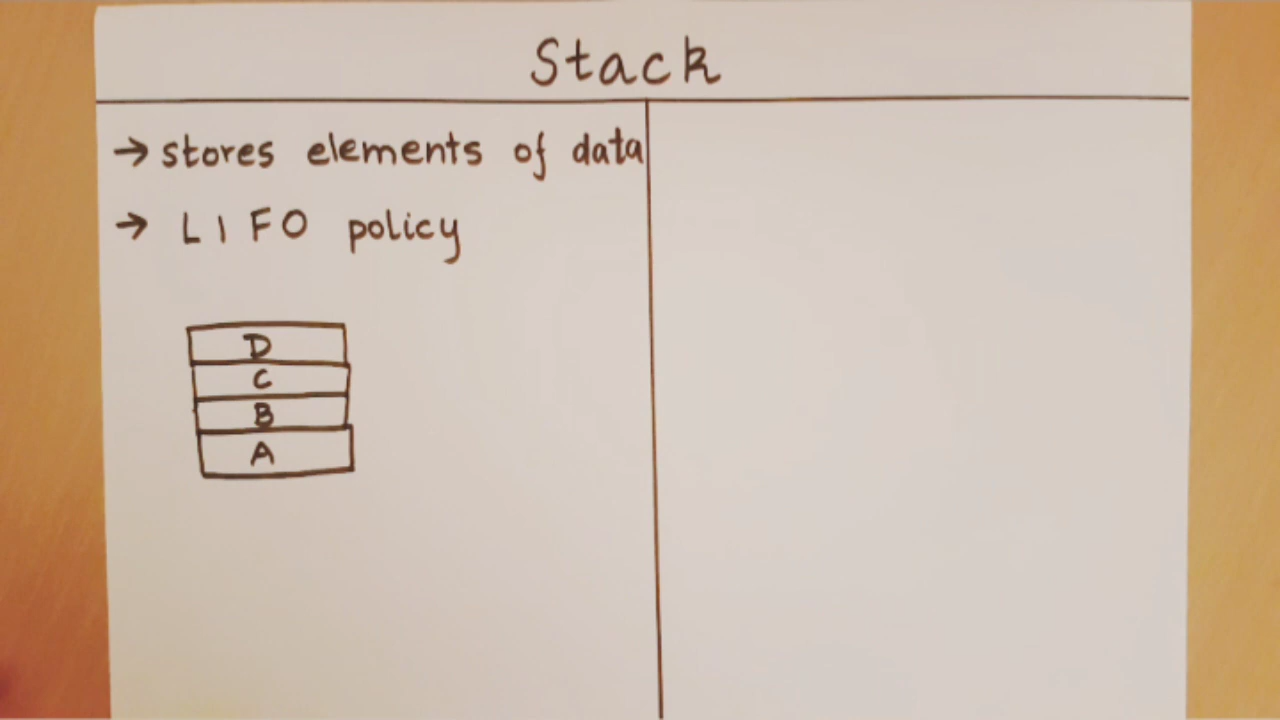 Stack
→ stores elements of data
→ LIFO policy
D
C
B
A